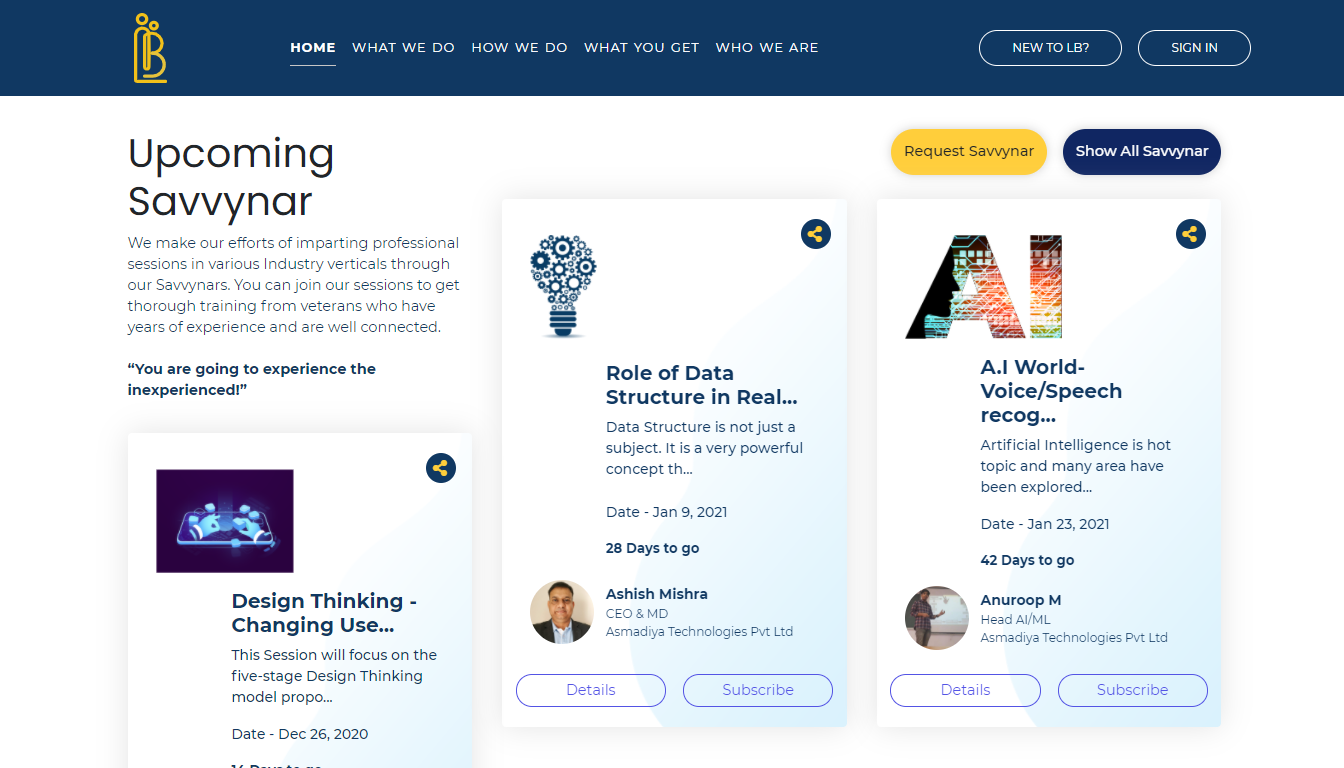 HOME WHAT WE DO HOW WE DO WHAT YOU GET WHO WE ARE
NEW TO LB? SIGN IN
Upcoming
Savvynar
We make our efforts of imparting professional
sessions in various Industry verticals through
our Savvynars. You can join our sessions to get
thorough training from veterans who have
years of experience and are well connected.
“You are going to experience the
inexperienced!”
Request Savvynar Show All Savvynar
Design Thinking -
Changing Use...
This Session will focus on the
five-stage Design Thinking
model propo...
Date - Dec 26, 2020
14 Days to go
Role of Data
Structure in Real...
Data Structure is not just a
subject. It is a very powerful
concept th...
Date - Jan 9, 2021
28 Days to go
Ashish Mishra
CEO & MD
Asmadiya Technologies Pvt Ltd
Details Subscribe
AI
A.I World-
Voice/Speech
recog...
Artificial Intelligence is hot
topic and many area have
been explored...
Date - Jan 23, 2021
42 Days to go
Anuroop M
Head AI/ML
Asmadiya Technologies Pvt Ltd
Details Subscribe